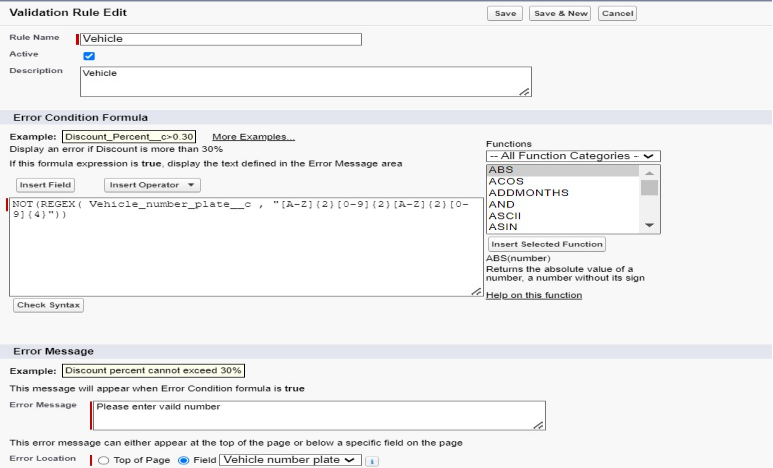 Validation Rule Edit
Save
Save & New
Cancel
Rule Name
Vehicle
Active
Description
Vehicle
Error Condition Formula
Example: Discount_Percent__c>0.30 More Examples...
Display an error if Discount is more than 30%
If this formula expression is true, display the text defined in the Error Message area
Insert Field
Insert Operator
NOT(REGEX( Vehicle_number_plate__c , "[A-Z]{2}[0-9]{2}[A-Z]{2}[0-
9]{4}"))
Check Syntax
Functions
-- All Function Categories --
ABS
ACOS
ADDMONTHS
AND
ASCII
ASIN
Insert Selected Function
ABS(number)
Returns the absolute value of a
number, a number without its sign
Help on this function
Error Message
Example: Discount percent cannot exceed 30%
This message will appear when Error Condition formula is true
Error Message
Please enter vaild number
This error message can either appear at the top of the page or below a specific field on the page
Error Location
Top of Page
Field
Vehicle number plate
i